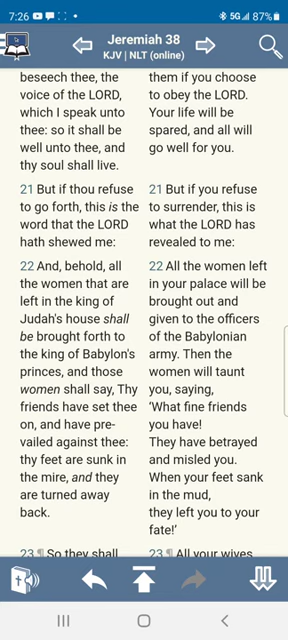 7:26
5G 87%
Jeremiah 38
KJV | NLT (online)
beseech thee, the
voice of the LORD,
which I speak unto
thee: so it shall be
well unto thee, and
thy soul shall live.
21 But if thou refuse
to go forth, this is the
word that the LORD
hath shewed me:
22 And, behold, all
the women that are
left in the king of
Judah's house shall
be brought forth to
the king of Babylon's
princes, and those
women shall say, Thy
friends have set thee
on, and have pre-
vailed against thee:
thy feet are sunk in
the mire, and they
are turned away
back.
23 ¶ So they shall
them if you choose
to obey the LORD.
Your life will be
spared, and all will
go well for you.
21 But if you refuse
to surrender, this is
what the LORD has
revealed to me:
22 All the women left
in your palace will be
brought out and
given to the officers
of the Babylonian
army. Then the
women will taunt
you, saying,
‘What fine friends
you have!
They have betrayed
and misled you.
When your feet sank
in the mud,
they left you to your
fate!’
23 ¶ All your wives